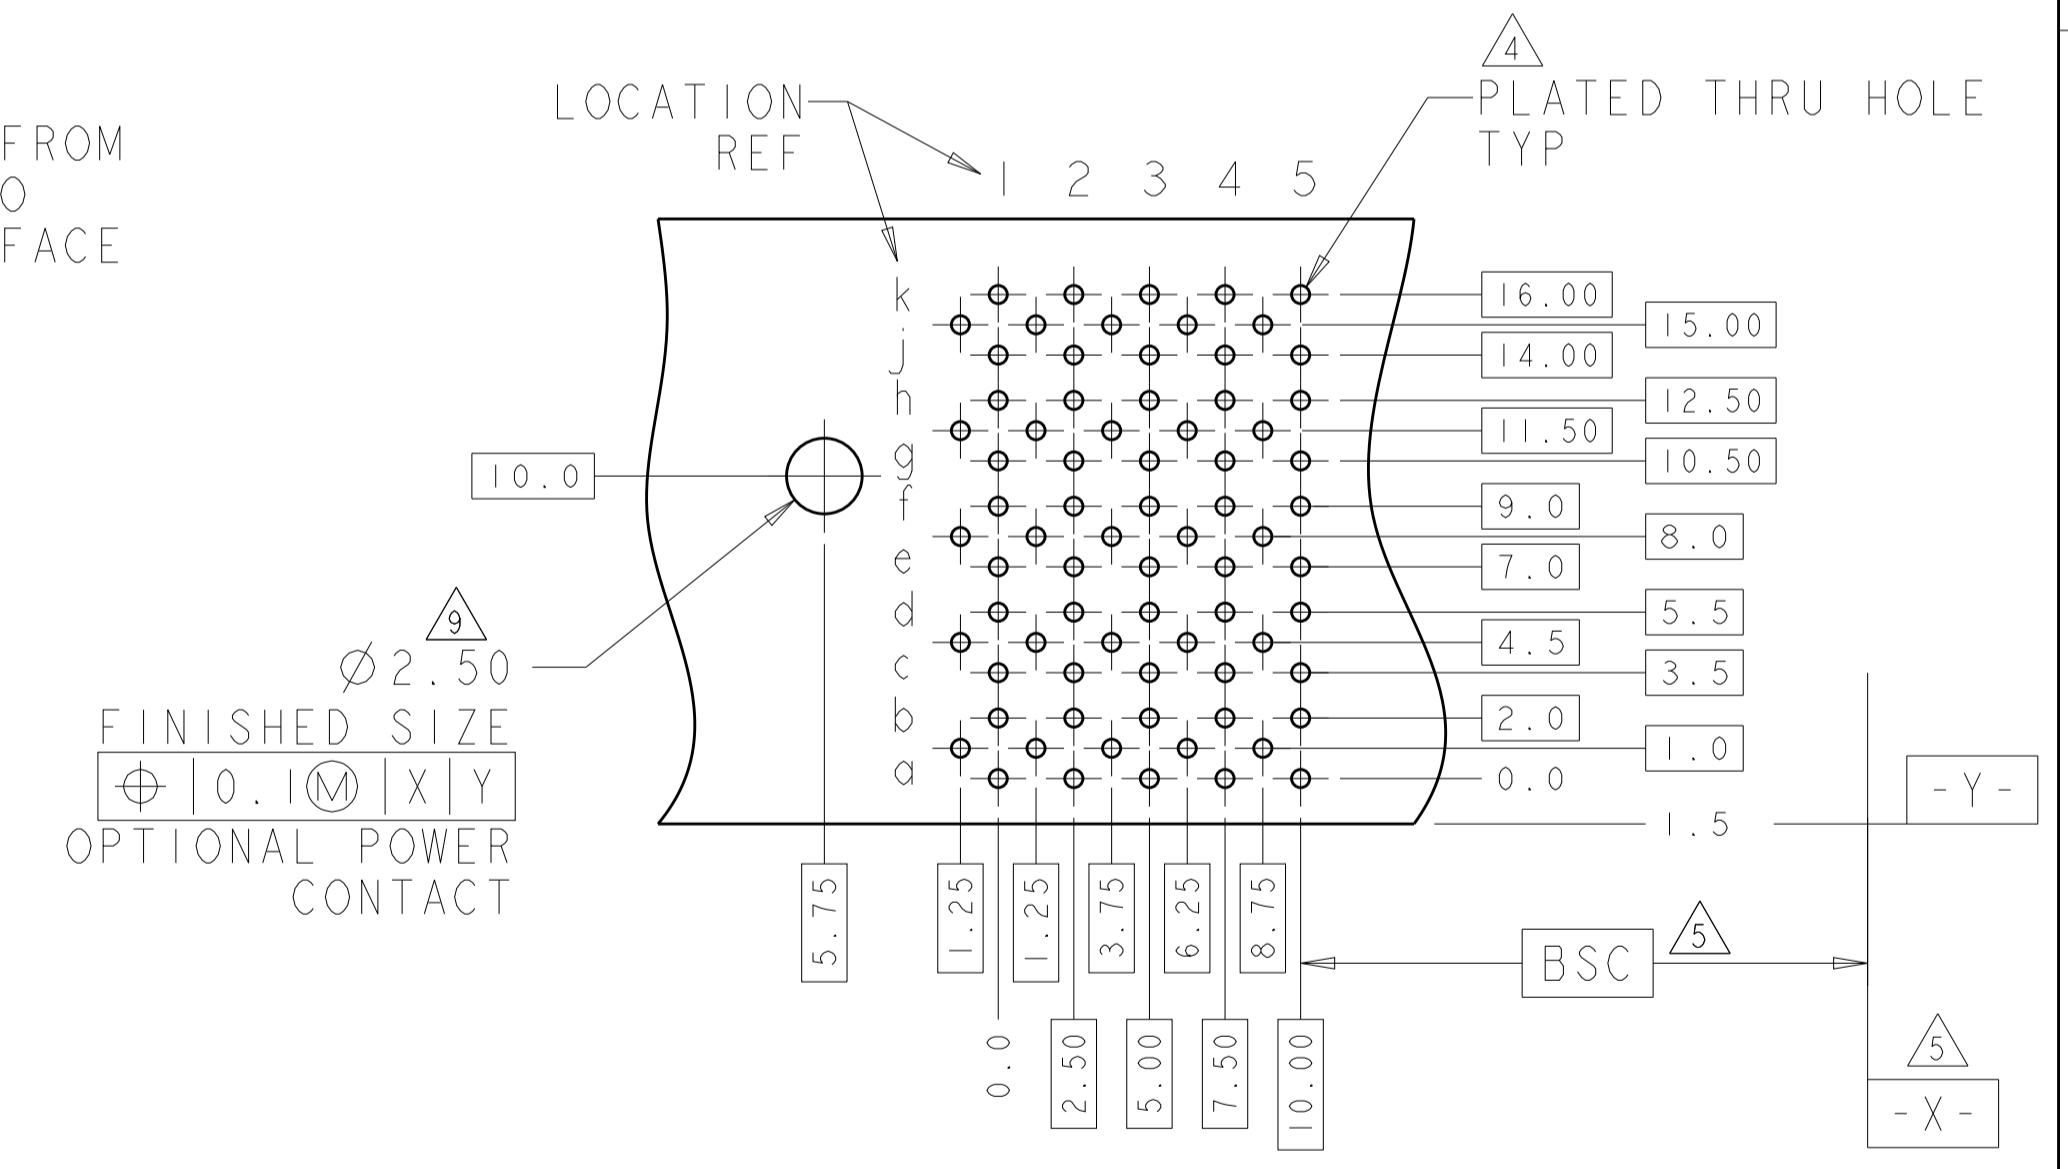 FROM
O
FACE
LOCATION
REF
4
PLATED THRU HOLE
TYP
1 2 3 4 5
k
j
h
g
f
e
d
c
b
a
16.00
15.00
14.00
12.50
11.50
10.50
9.0
8.0
7.0
5.5
4.5
3.5
2.0
1.0
0.0
1.5
-Y-
10.0
9
Ø2.50
FINISHED SIZE
⌖ 0.1Ⓜ X Y
OPTIONAL POWER
CONTACT
5.75
1.25
1.25
3.75
6.25
8.75
0.0
2.50
5.00
7.50
10.00
BSC
5
5
-X-